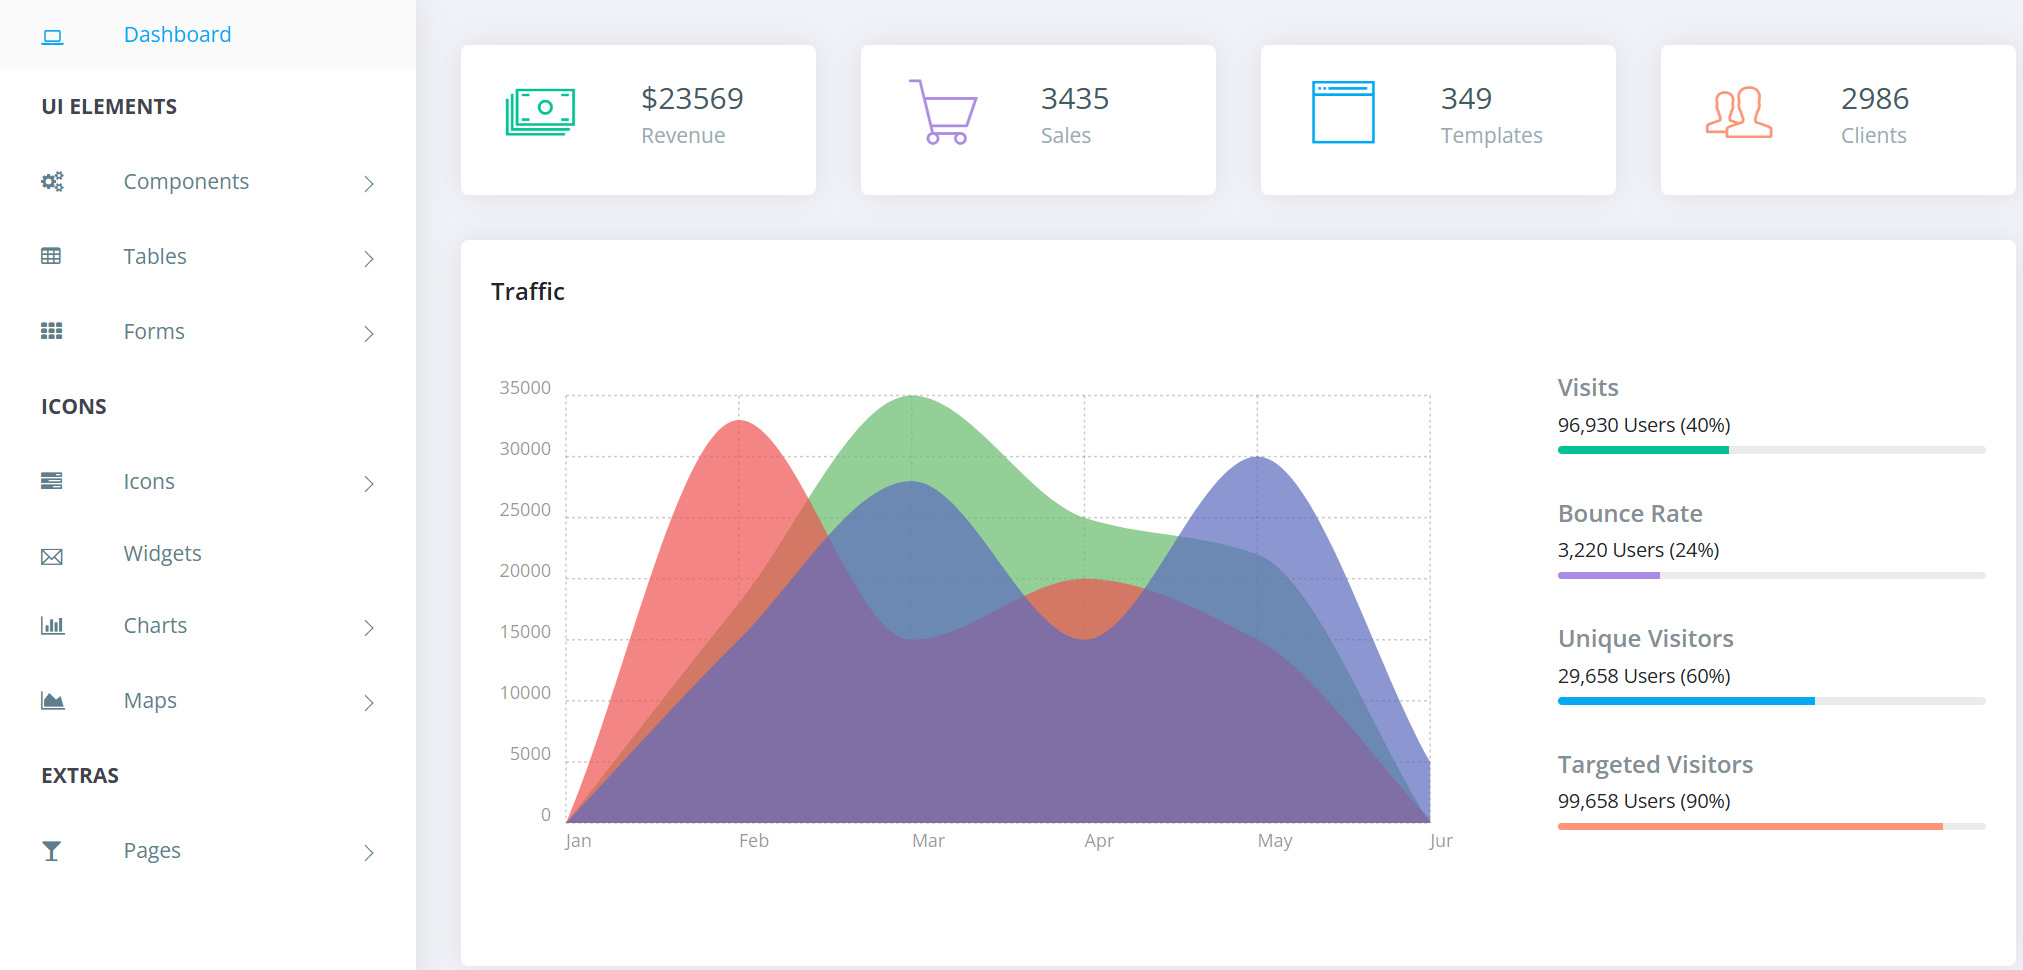 Dashboard
UI ELEMENTS
Components
Tables
Forms
ICONS
Icons
Widgets
Charts
Maps
EXTRAS
Pages
$23569
Revenue
3435
Sales
349
Templates
2986
Clients
Traffic
35000
30000
25000
20000
15000
10000
5000
0
Jan Feb Mar Apr May Jur
Visits
96,930 Users (40%)
Bounce Rate
3,220 Users (24%)
Unique Visitors
29,658 Users (60%)
Targeted Visitors
99,658 Users (90%)